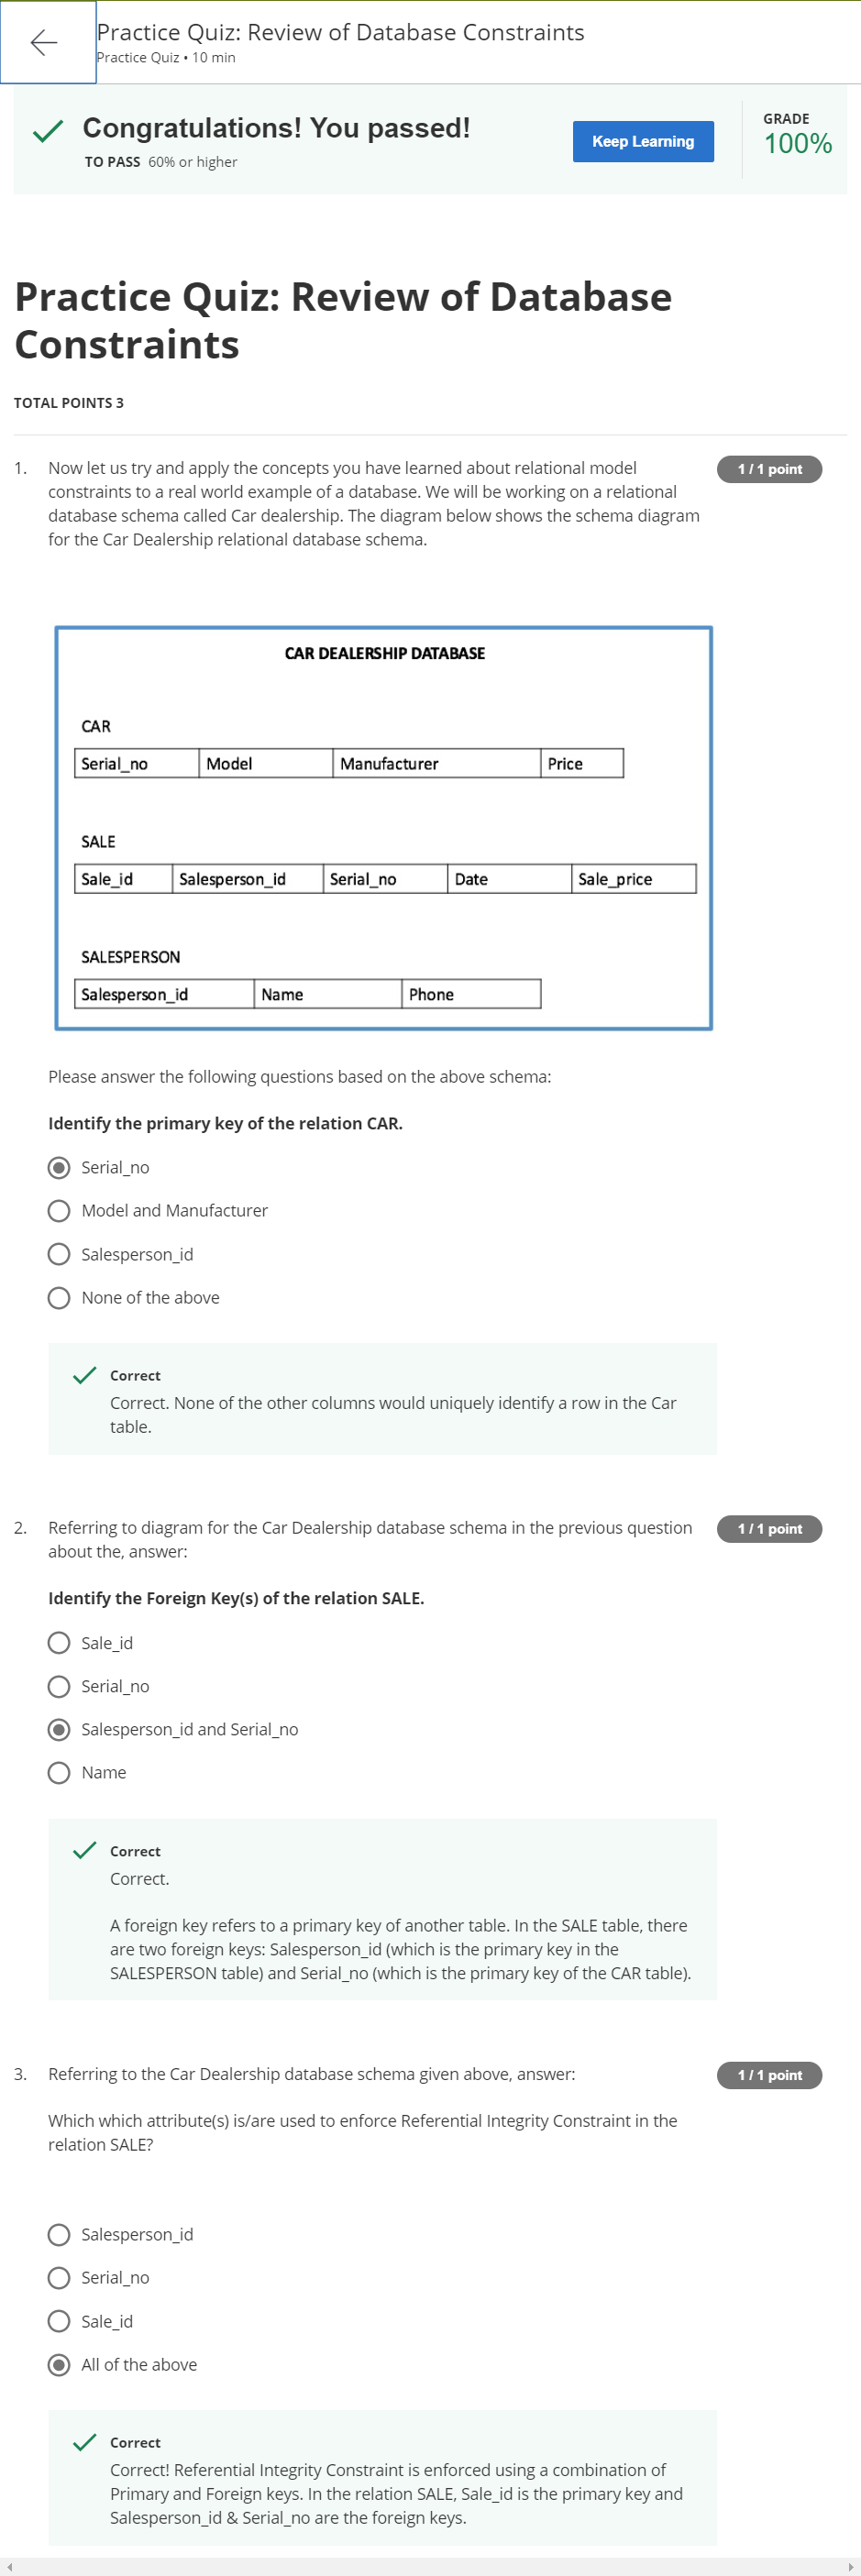 Practice Quiz: Review of Database Constraints
Practice Quiz • 10 min
Congratulations! You passed!
TO PASS 60% or higher
Keep Learning
GRADE
100%
Practice Quiz: Review of Database
Constraints
TOTAL POINTS 3
1. Now let us try and apply the concepts you have learned about relational model
constraints to a real world example of a database. We will be working on a relational
database schema called Car dealership. The diagram below shows the schema diagram
for the Car Dealership relational database schema.
1 / 1 point
CAR DEALERSHIP DATABASE
CAR
Serial_no Model Manufacturer Price
SALE
Sale_id Salesperson_id Serial_no Date Sale_price
SALESPERSON
Salesperson_id Name Phone
Please answer the following questions based on the above schema:
Identify the primary key of the relation CAR.
Serial_no
Model and Manufacturer
Salesperson_id
None of the above
Correct
Correct. None of the other columns would uniquely identify a row in the Car
table.
2. Referring to diagram for the Car Dealership database schema in the previous question
about the, answer:
1 / 1 point
Identify the Foreign Key(s) of the relation SALE.
Sale_id
Serial_no
Salesperson_id and Serial_no
Name
Correct
Correct.
A foreign key refers to a primary key of another table. In the SALE table, there
are two foreign keys: Salesperson_id (which is the primary key in the
SALESPERSON table) and Serial_no (which is the primary key of the CAR table).
3. Referring to the Car Dealership database schema given above, answer:
1 / 1 point
Which which attribute(s) is/are used to enforce Referential Integrity Constraint in the
relation SALE?
Salesperson_id
Serial_no
Sale_id
All of the above
Correct
Correct! Referential Integrity Constraint is enforced using a combination of
Primary and Foreign keys. In the relation SALE, Sale_id is the primary key and
Salesperson_id & Serial_no are the foreign keys.